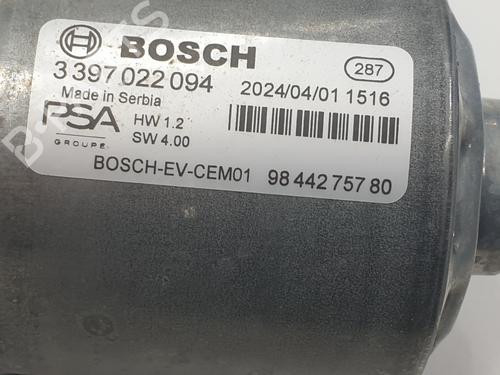 BOSCH
3 397 022 094
287
2024/04/01 1516
Made in Serbia
PSA
GROUPE
HW 1.2
SW 4.00
BOSCH-EV-CEM01
98 442 757 80